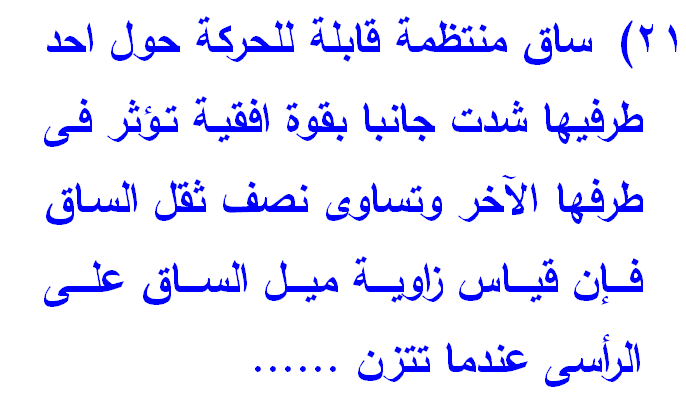 ٢١) ساق منتظمة قابلة للحركة حول احد
طرفيها شدت جانبا بقوة افقية تؤثر فى
طرفها الآخر وتساوى نصف ثقل الساق
فإن قياس زاوية ميل الساق على
الرأسى عندما تتزن ......